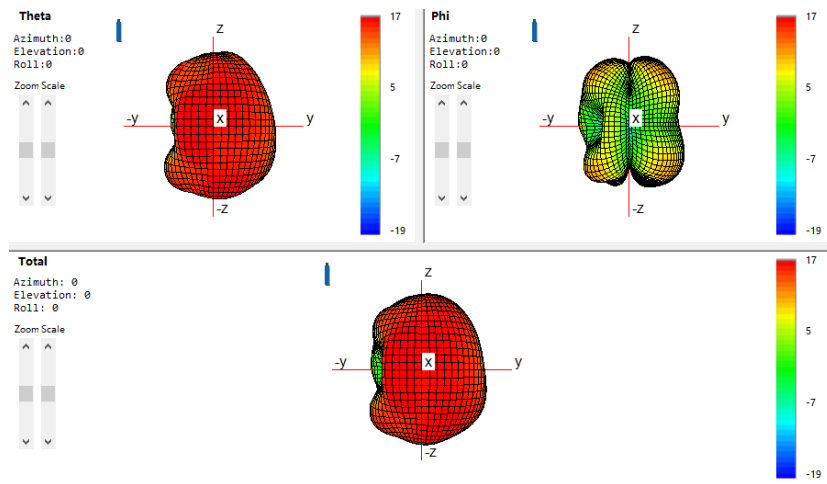 Theta
Azimuth:0
Elevation:0
Roll:0
Zoom Scale
z
-y
x
y
-z
17
5
-7
-19
Phi
Azimuth:0
Elevation:0
Roll:0
Zoom Scale
z
-y
x
y
-z
17
5
-7
-19
Total
Azimuth: 0
Elevation: 0
Roll: 0
Zoom Scale
z
-y
x
y
-z
17
5
-7
-19